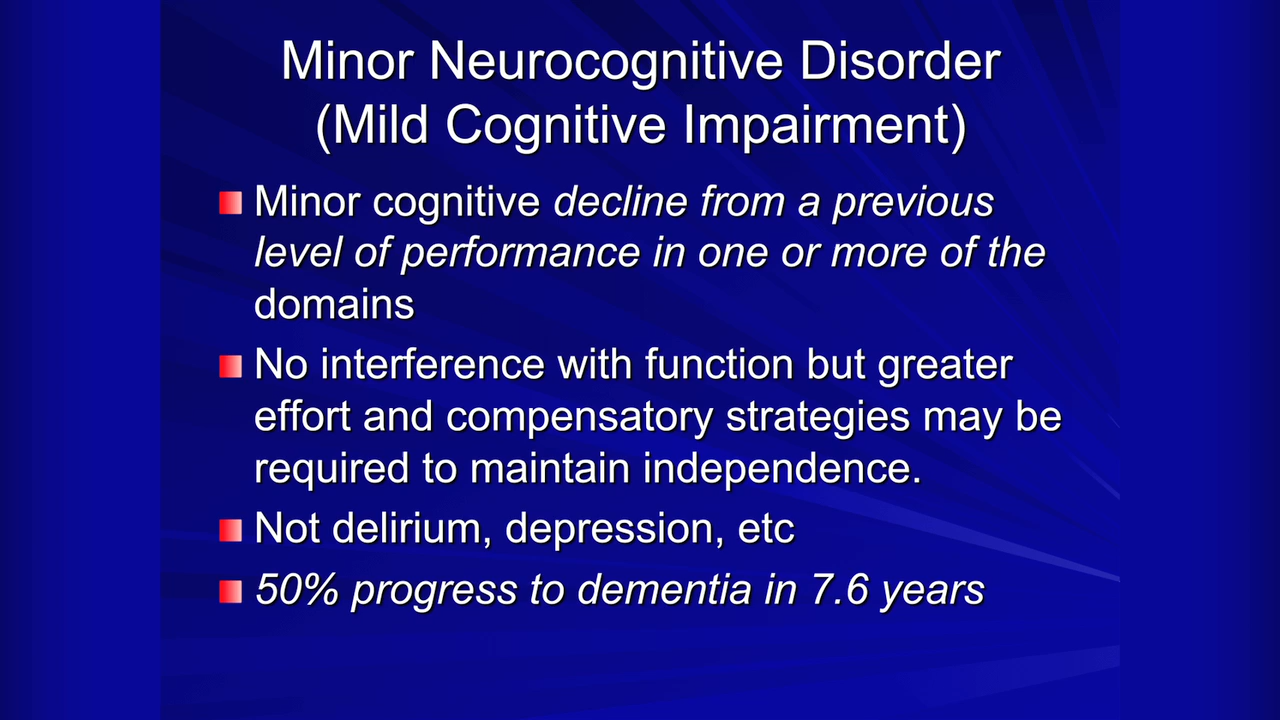 Minor Neurocognitive Disorder
(Mild Cognitive Impairment)
Minor cognitive decline from a previous
level of performance in one or more of the
domains
No interference with function but greater
effort and compensatory strategies may be
required to maintain independence.
Not delirium, depression, etc
50% progress to dementia in 7.6 years